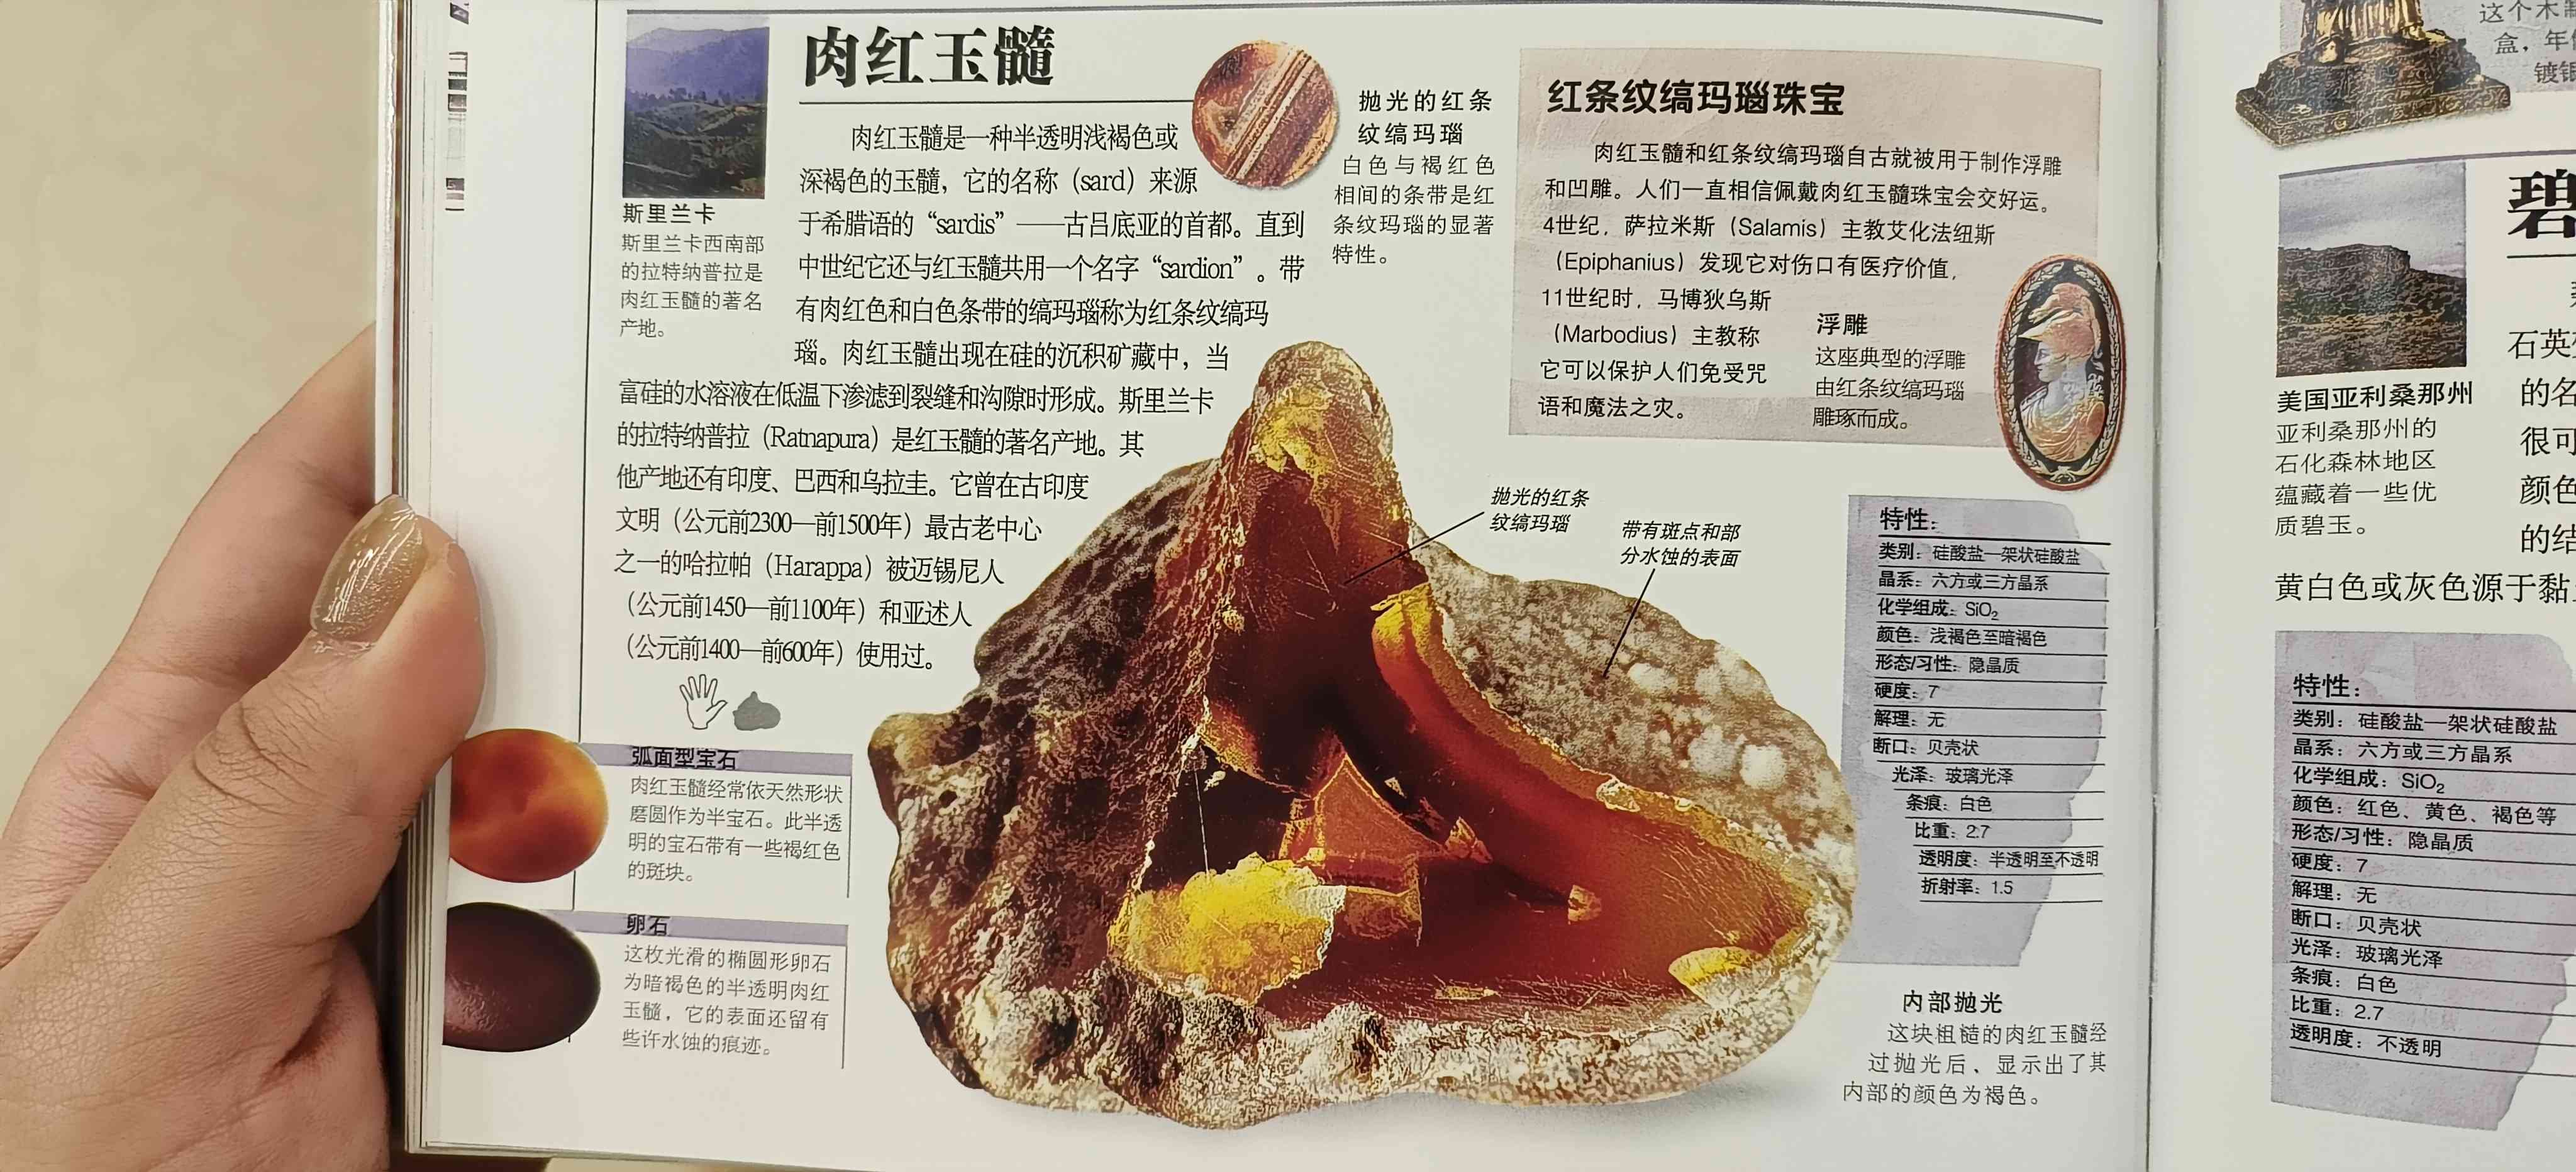 肉红玉髓
肉红玉髓是一种半透明浅褐色或
深褐色的玉髓，它的名称（sard）来源
于希腊语的“sardis”——古吕底亚的首都。直到
中世纪它还与红玉髓共用一个名字“sardion”。带
有肉红色和白色条带的缟玛瑙称为红条纹缟玛
瑙。肉红玉髓出现在硅的沉积矿藏中，当
富硅的水溶液在低温下渗滤到裂缝和沟隙时形成。斯里兰卡
的拉特纳普拉（Ratnapura）是红玉髓的著名产地。其
他产地还有印度、巴西和乌拉圭。它曾在古印度
文明（公元前2300—前1500年）最古老中心
之一的哈拉帕（Harappa）被迈锡尼人
（公元前1450—前1100年）和亚述人
（公元前1400—前600年）使用过。
斯里兰卡
斯里兰卡西南部
的拉特纳普拉是
肉红玉髓的著名
产地。
抛光的红条
纹缟玛瑙
白色与褐红色
相间的条带是红
条纹玛瑙的显著
特性。
红条纹缟玛瑙珠宝
肉红玉髓和红条纹缟玛瑙自古就被用于制作浮雕
和凹雕。人们一直相信佩戴肉红玉髓珠宝会交好运。
4世纪，萨拉米斯（Salamis）主教艾化法纽斯
（Epiphanius）发现它对伤口有医疗价值，
11世纪时，马博狄乌斯
（Marbodius）主教称
它可以保护人们免受咒
语和魔法之灾。
浮雕
这座典型的浮雕
由红条纹缟玛瑙
雕琢而成。
抛光的红条
纹缟玛瑙
带有斑点和部
分水蚀的表面
弧面型宝石
肉红玉髓经常依天然形状
磨圆作为半宝石。此半透
明的宝石带有一些褐红色
的斑块。
卵石
这枚光滑的椭圆形卵石
为暗褐色的半透明肉红
玉髓，它的表面还留有
些许水蚀的痕迹。
特性：
类别：硅酸盐—架状硅酸盐
晶系：六方或三方晶系
化学组成：SiO₂
颜色：浅褐色至暗褐色
形态/习性：隐晶质
硬度：7
解理：无
断口：贝壳状
光泽：玻璃光泽
条痕：白色
比重：2.7
透明度：半透明至不透明
折射率：1.5
内部抛光
这块粗糙的肉红玉髓经
过抛光后，显示出了其
内部的颜色为褐色。
这个木
盒，年
镀银
碧
美国亚利桑那州
亚利桑那州的
石化森林地区
蕴藏着一些优
质碧玉。
石英
的名
很可
颜色
的结
黄白色或灰色源于黏
特性：
类别：硅酸盐—架状硅酸盐
晶系：六方或三方晶系
化学组成：SiO₂
颜色：红色、黄色、褐色等
形态/习性：隐晶质
硬度：7
解理：无
断口：贝壳状
光泽：玻璃光泽
条痕：白色
比重：2.7
透明度：不透明